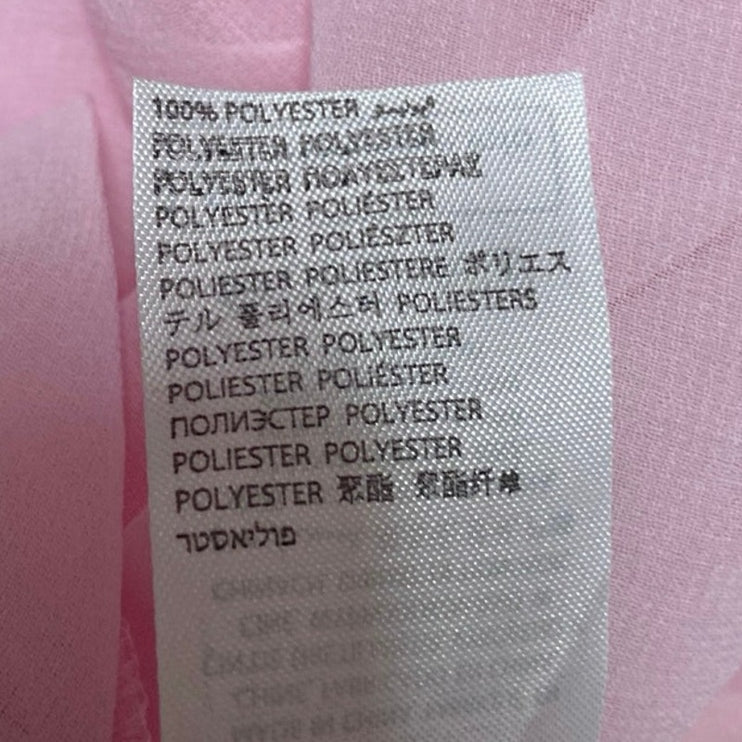 100% POLYESTER بوليستر
POLYESTER POLYESTER
POLYESTER ΠΟΛΥΕΣΤΕΡΑΣ
POLYESTER POLIÉSTER
POLYESTER POLIÉSZTER
POLIESTER POLIESTERE ポリエス
テル 폴리에스터 POLIESTERS
POLYESTER POLYESTER
POLIESTER POLIÉSTER
ПОЛИЭСТЕР POLYESTER
POLIESTER POLYESTER
POLYESTER 聚酯 聚酯纤维
פוליאסטר